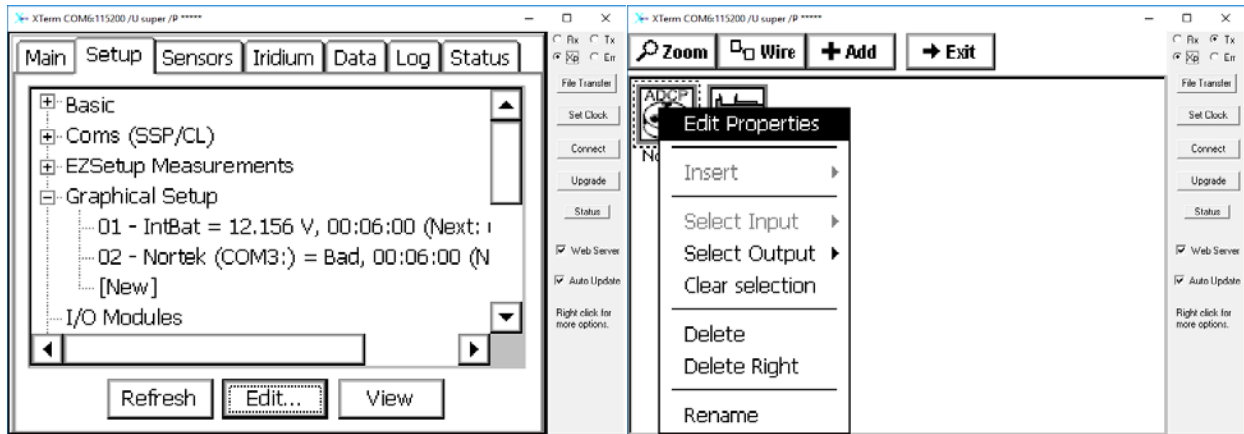 XTerm COM6:115200 /U super /P *****
Main Setup Sensors Iridium Data Log Status
Basic
Coms (SSP/CL)
EZSetup Measurements
Graphical Setup
01 - IntBat = 12.156 V, 00:06:00 (Next:
02 - Nortek (COM3:) = Bad, 00:06:00 (N
[New]
I/O Modules
Refresh Edit... View
Rx Tx
Xp Err
File Transfer
Set Clock
Connect
Upgrade
Status
Web Server
Auto Update
Right click for
more options.
XTerm COM6:115200 /U super /P *****
Zoom Wire Add Exit
ADCP
No
Edit Properties
Insert
Select Input
Select Output
Clear selection
Delete
Delete Right
Rename
Rx Tx
Xp Err
File Transfer
Set Clock
Connect
Upgrade
Status
Web Server
Auto Update
Right click for
more options.